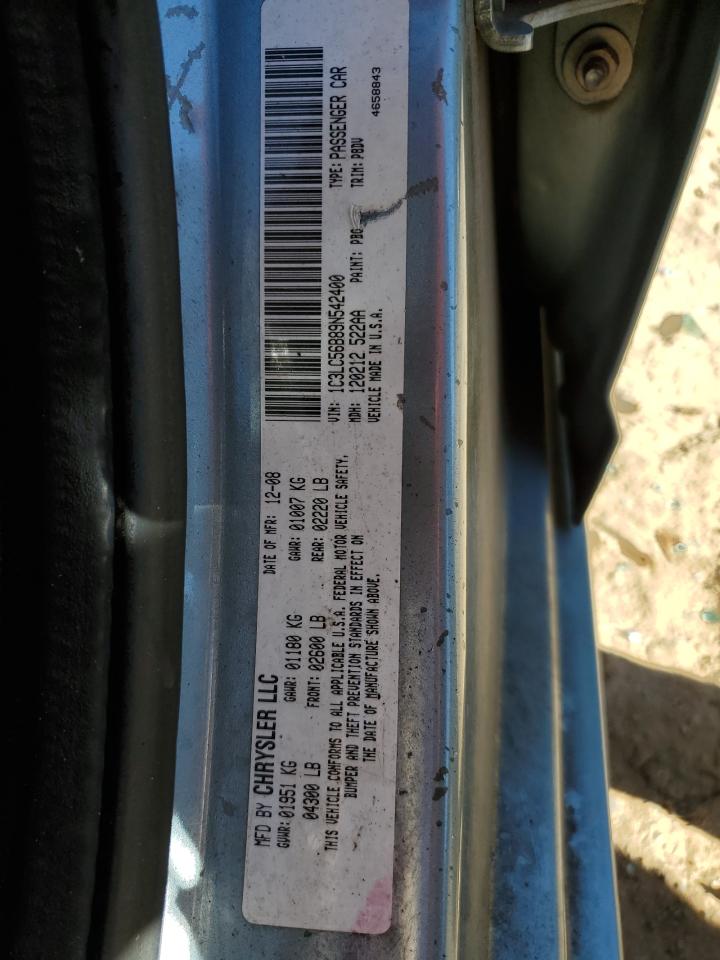 MFD BY CHRYSLER LLC
DATE OF MFR: 12-08
GVWR: 01951 KG
GAWR: 01180 KG
GAWR: 01007 KG
04300 LB
FRONT: 02600 LB
REAR: 02220 LB
THIS VEHICLE CONFORMS TO ALL APPLICABLE U.S.A. FEDERAL MOTOR VEHICLE SAFETY,
BUMPER AND THEFT PREVENTION STANDARDS IN EFFECT ON
THE DATE OF MANUFACTURE SHOWN ABOVE.
VIN: 1C3LC56B89N542400
TYPE: PASSENGER CAR
MDH: 120212 522AA
PAINT: PBG
TRIM: P8DV
VEHICLE MADE IN U.S.A.
4658843